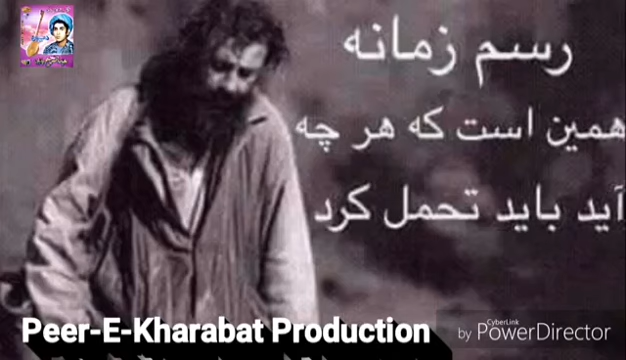 رسم زمانه
همین است که هر چه
آید باید تحمل کرد
Peer-E-Kharabat Production
by CyberLink PowerDirector